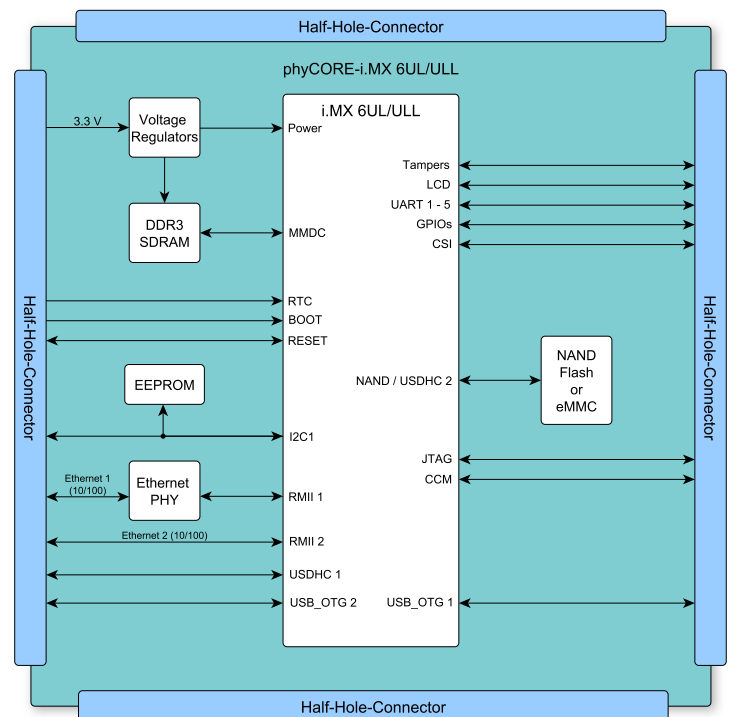 Half-Hole-Connector
phyCORE-i.MX 6UL/ULL
i.MX 6UL/ULL
3.3 V
Voltage
Regulators
Power
DDR3
SDRAM
MMDC
RTC
BOOT
RESET
EEPROM
I2C1
Ethernet 1
(10/100)
Ethernet
PHY
RMII 1
Ethernet 2 (10/100)
RMII 2
USDHC 1
USB_OTG 2
Tampers
LCD
UART 1 - 5
GPIOs
CSI
NAND / USDHC 2
NAND
Flash
or
eMMC
JTAG
CCM
USB_OTG 1
Half-Hole-Connector
Half-Hole-Connector
Half-Hole-Connector